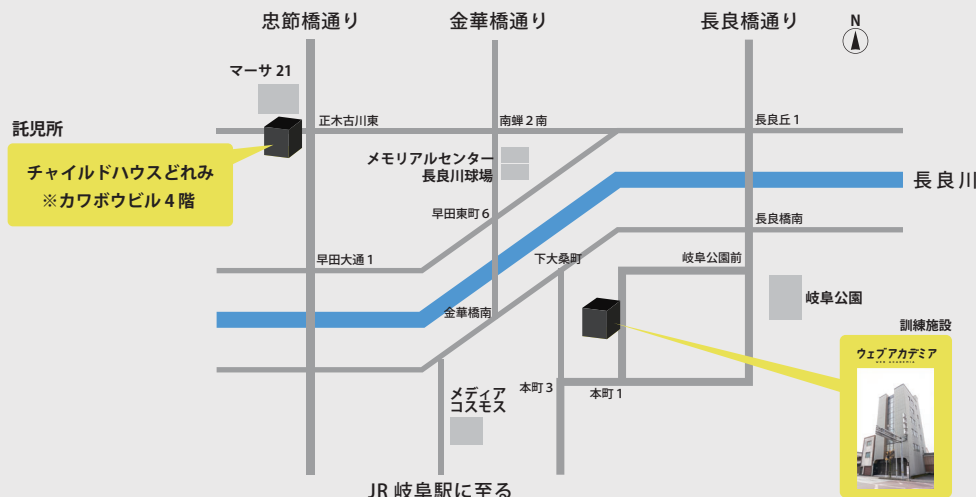 忠節橋通り
金華橋通り
長良橋通り
N
マーサ 21
託児所
チャイルドハウスどれみ
※カワボウビル 4 階
正木古川東
南蝉 2 南
長良丘 1
メモリアルセンター
長良川球場
長良川
早田東町 6
長良橋南
早田大通 1
下大桑町
岐阜公園前
岐阜公園
金華橋南
訓練施設
ウェブアカデミア
本町 3
本町 1
メディア
コスモス
JR 岐阜駅に至る